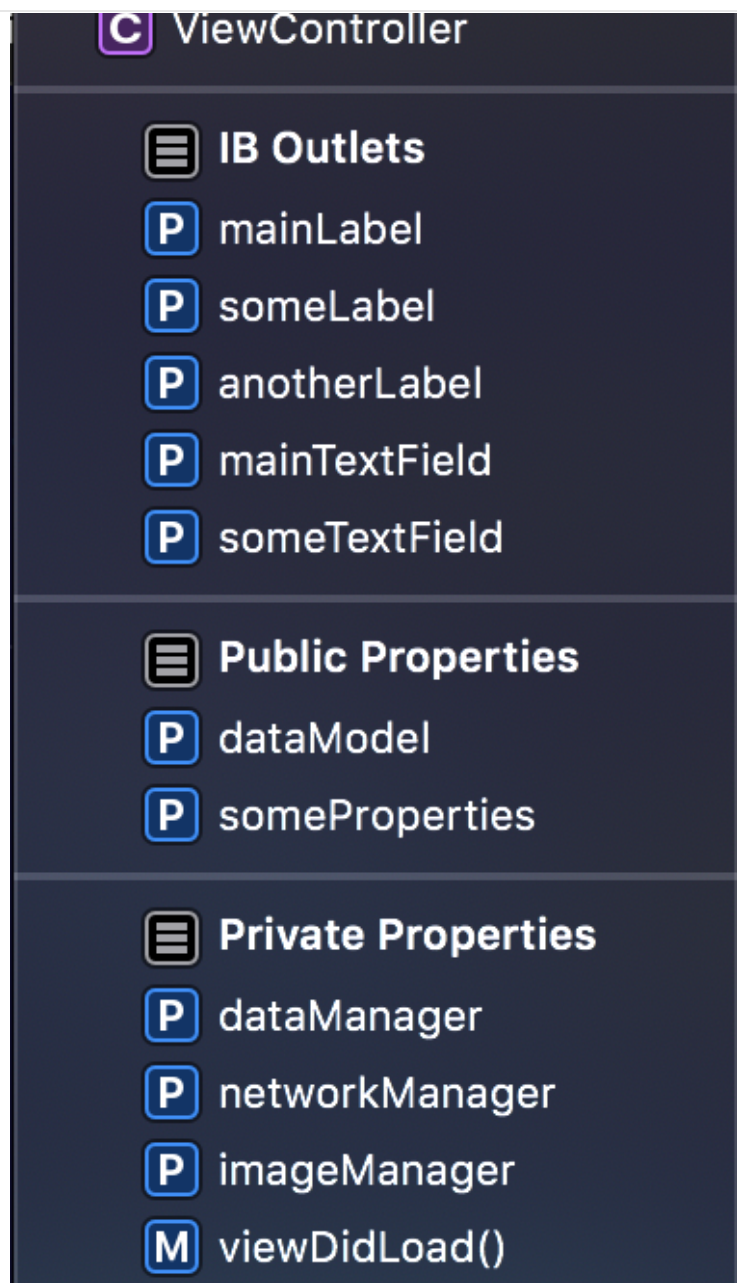 C ViewController
IB Outlets
P mainLabel
P someLabel
P anotherLabel
P mainTextField
P someTextField
Public Properties
P dataModel
P someProperties
Private Properties
P dataManager
P networkManager
P imageManager
M viewDidLoad()